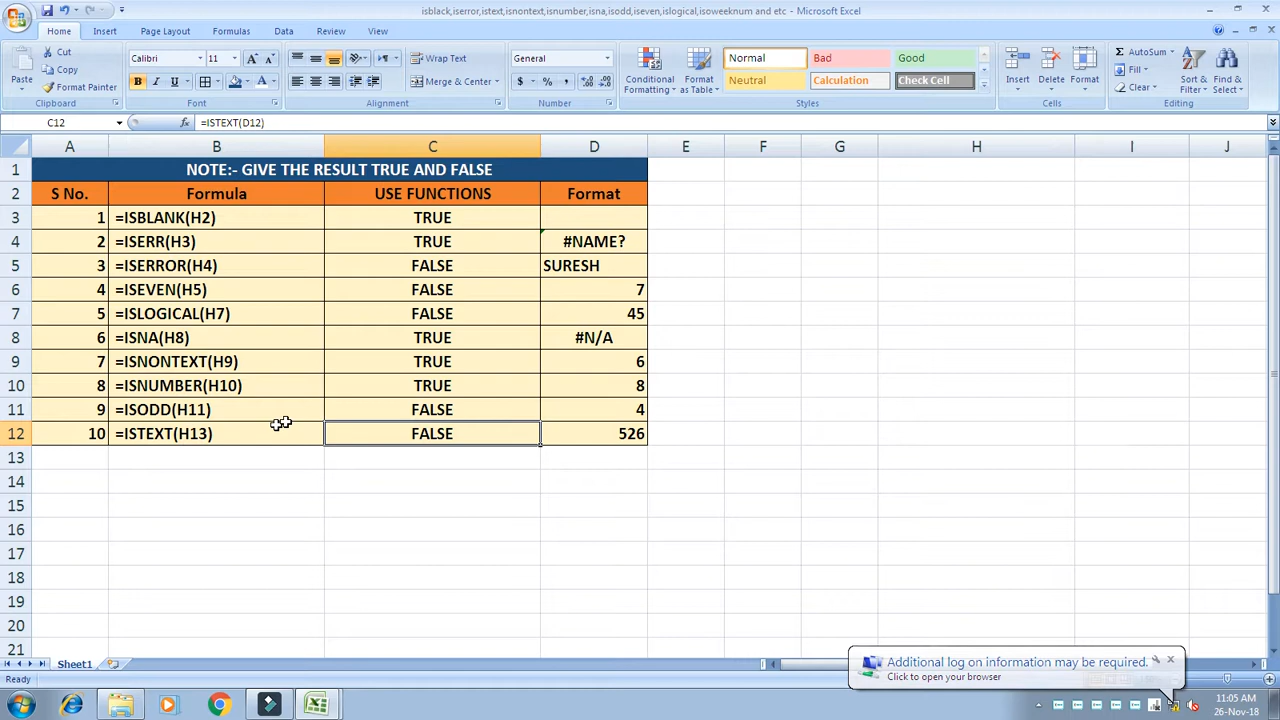 isblack,iserror,istext,isnontext,isnumber,isna,isodd,iseven,islogical,isoweeknum and etc - Microsoft Excel
Home Insert Page Layout Formulas Data Review View
Paste
Cut
Copy
Format Painter
Clipboard
Calibri 11
B I U
Font
Wrap Text
Merge & Center
Alignment
General
$ % ,
Number
Conditional Formatting
Format as Table
Normal Bad Good
Neutral Calculation Check Cell
Styles
Insert Delete Format
Cells
Σ AutoSum
Fill
Clear
Sort & Filter
Find & Select
Editing
C12 fx =ISTEXT(D12)
A B C D E F G H I J
1 NOTE:- GIVE THE RESULT TRUE AND FALSE
2 S No. Formula USE FUNCTIONS Format
3 1 =ISBLANK(H2) TRUE
4 2 =ISERR(H3) TRUE #NAME?
5 3 =ISERROR(H4) FALSE SURESH
6 4 =ISEVEN(H5) FALSE 7
7 5 =ISLOGICAL(H7) FALSE 45
8 6 =ISNA(H8) TRUE #N/A
9 7 =ISNONTEXT(H9) TRUE 6
10 8 =ISNUMBER(H10) TRUE 8
11 9 =ISODD(H11) FALSE 4
12 10 =ISTEXT(H13) FALSE 526
13
14
15
16
17
18
19
20
21
Sheet1
Ready
Additional log on information may be required.
Click to open your browser
11:05 AM
26-Nov-18